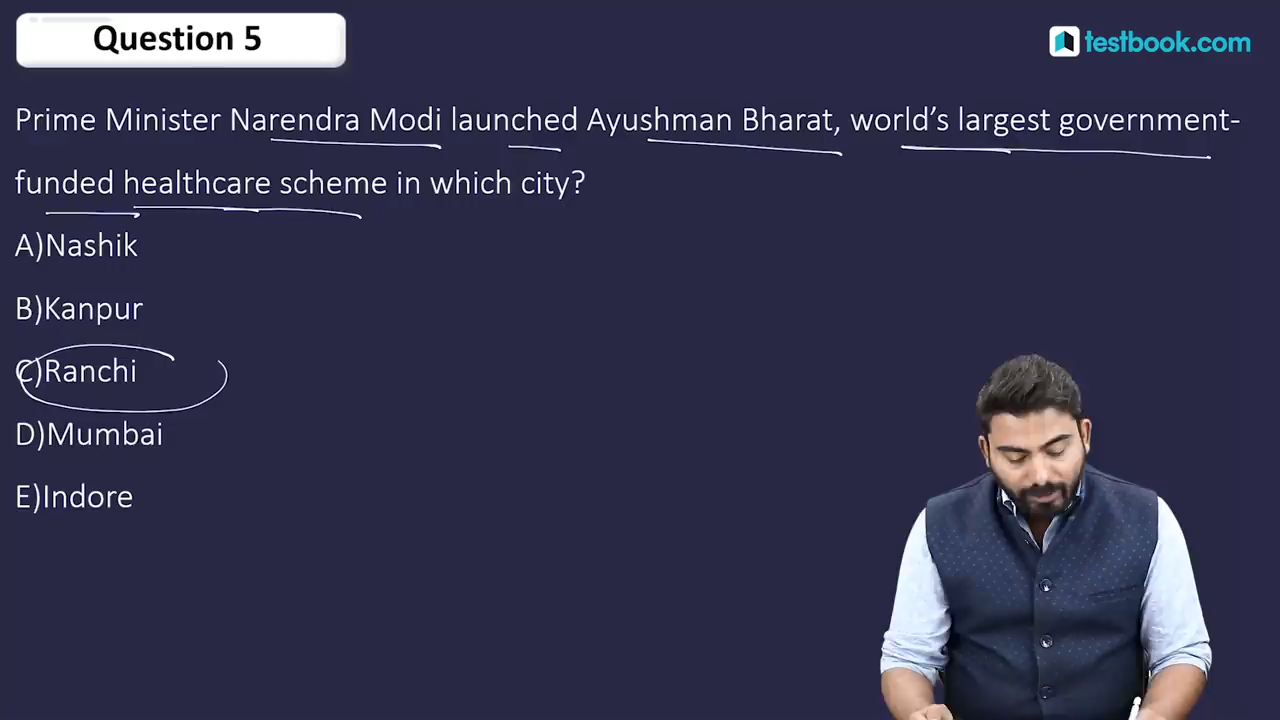 Question 5
testbook.com
Prime Minister Narendra Modi launched Ayushman Bharat, world’s largest government-
funded healthcare scheme in which city?
A)Nashik
B)Kanpur
C)Ranchi
D)Mumbai
E)Indore